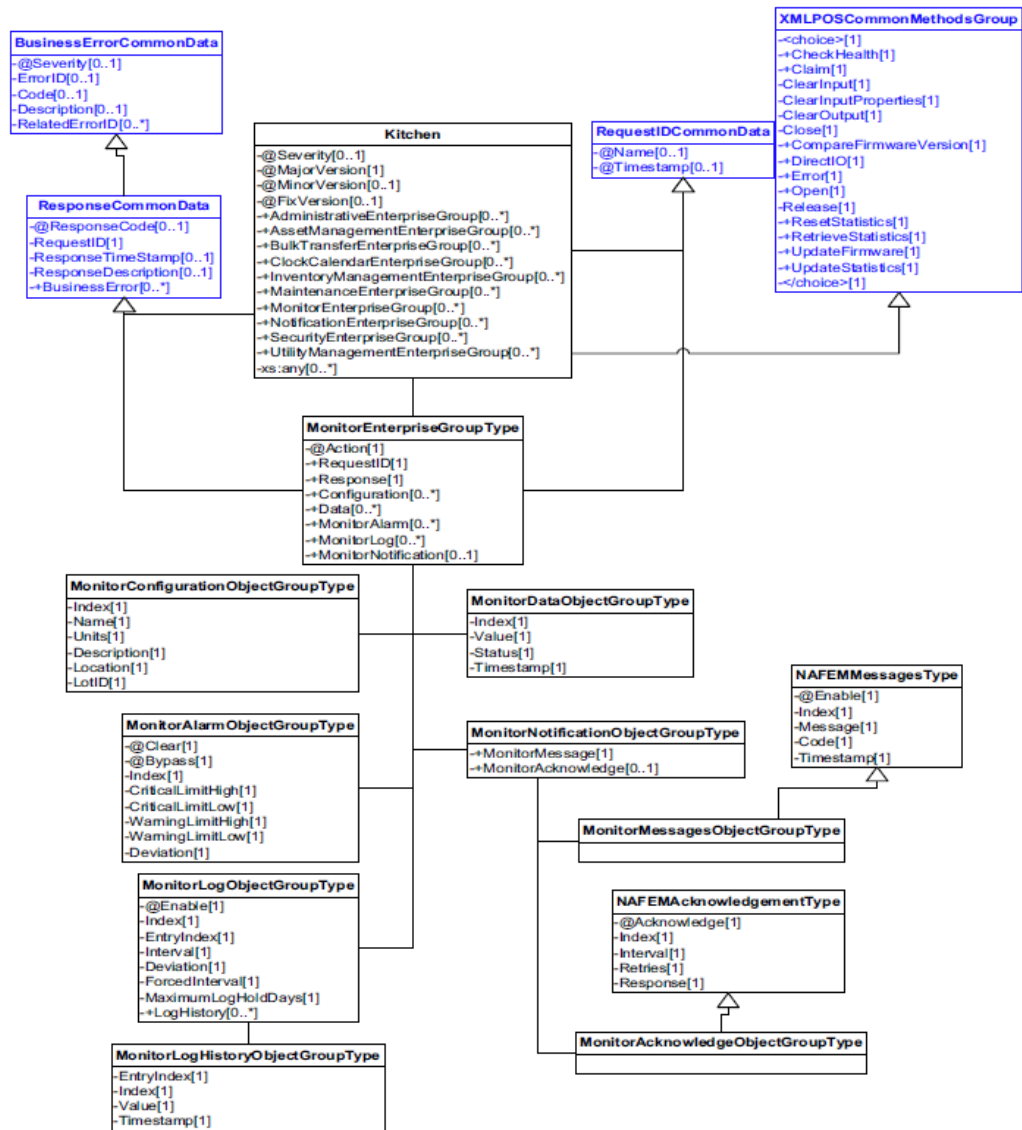 BusinessErrorCommonData
-@Severity[0..1]
-ErrorID[0..1]
-Code[0..1]
-Description[0..1]
-RelatedErrorID[0..*]
ResponseCommonData
-@ResponseCode[0..1]
-RequestID[1]
-ResponseTimeStamp[0..1]
-ResponseDescription[0..1]
-+BusinessError[0..*]
Kitchen
-@Severity[0..1]
-@MajorVersion[1]
-@MinorVersion[0..1]
-@FixVersion[0..1]
-+AdministrativeEnterpriseGroup[0..*]
-+AssetManagementEnterpriseGroup[0..*]
-+BulkTransferEnterpriseGroup[0..*]
-+ClockCalendarEnterpriseGroup[0..*]
-+InventoryManagementEnterpriseGroup[0..*]
-+MaintenanceEnterpriseGroup[0..*]
-+MonitorEnterpriseGroup[0..*]
-+NotificationEnterpriseGroup[0..*]
-+SecurityEnterpriseGroup[0..*]
-+UtilityManagementEnterpriseGroup[0..*]
-xs:any[0..*]
RequestIDCommonData
-@Name[0..1]
-@Timestamp[0..1]
XMLPOSCommonMethodsGroup
-<choice>[1]
-+CheckHealth[1]
-+Claim[1]
-ClearInput[1]
-ClearInputProperties[1]
-ClearOutput[1]
-Close[1]
-+CompareFirmwareVersion[1]
-+DirectIO[1]
-+Error[1]
-+Open[1]
-Release[1]
-+ResetStatistics[1]
-+RetrieveStatistics[1]
-+UpdateFirmware[1]
-+UpdateStatistics[1]
-</choice>[1]
MonitorEnterpriseGroupType
-@Action[1]
-+RequestID[1]
-+Response[1]
-+Configuration[0..*]
-+Data[0..*]
-+MonitorAlarm[0..*]
-+MonitorLog[0..*]
-+MonitorNotification[0..1]
MonitorConfigurationObjectGroupType
-Index[1]
-Name[1]
-Units[1]
-Description[1]
-Location[1]
-LotID[1]
MonitorDataObjectGroupType
-Index[1]
-Value[1]
-Status[1]
-Timestamp[1]
NAFEMMessagesType
-@Enable[1]
-Index[1]
-Message[1]
-Code[1]
-Timestamp[1]
MonitorAlarmObjectGroupType
-@Clear[1]
-@Bypass[1]
-Index[1]
-CriticalLimitHigh[1]
-CriticalLimitLow[1]
-WarningLimitHigh[1]
-WarningLimitLow[1]
-Deviation[1]
MonitorNotificationObjectGroupType
-+MonitorMessage[1]
-+MonitorAcknowledge[0..1]
MonitorMessagesObjectGroupType
MonitorLogObjectGroupType
-@Enable[1]
-Index[1]
-EntryIndex[1]
-Interval[1]
-Deviation[1]
-ForcedInterval[1]
-MaximumLogHoldDays[1]
-+LogHistory[0..*]
NAFEMAcknowledgementType
-@Acknowledge[1]
-Index[1]
-Interval[1]
-Retries[1]
-Response[1]
MonitorAcknowledgeObjectGroupType
MonitorLogHistoryObjectGroupType
-EntryIndex[1]
-Index[1]
-Value[1]
-Timestamp[1]